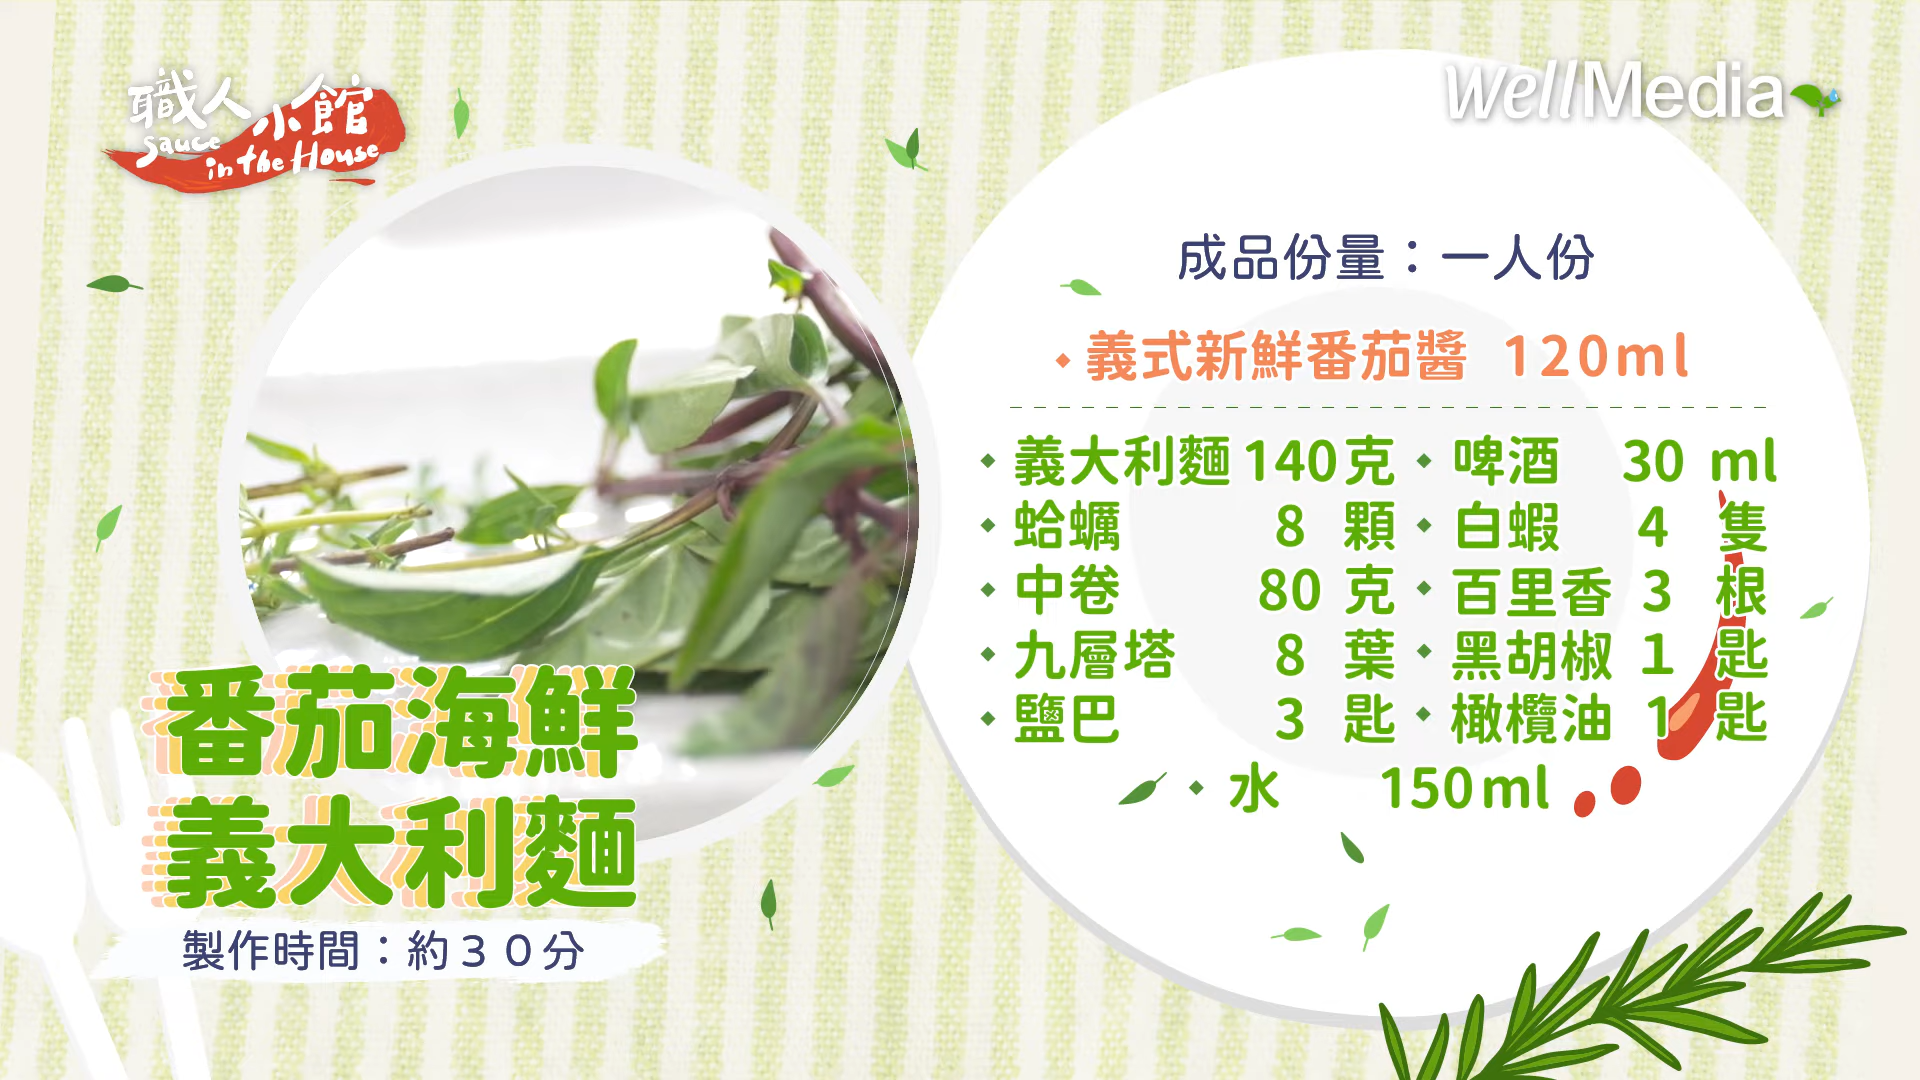 職人小館
sauce in the House
WellMedia
成品份量：一人份
義式新鮮番茄醬 120ml
義大利麵 140克
啤酒 30 ml
蛤蠣 8 顆
白蝦 4 隻
中卷 80 克
百里香 3 根
九層塔 8 葉
黑胡椒 1 匙
鹽巴 3 匙
橄欖油 1 匙
水 150ml
番茄海鮮
義大利麵
製作時間：約３０分